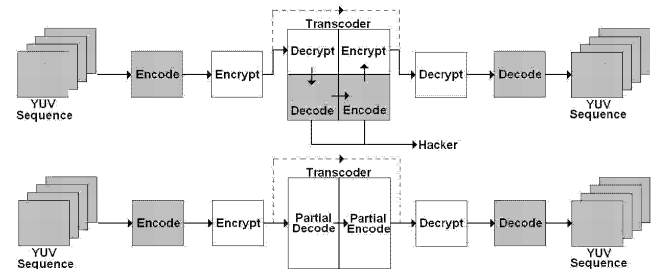 Transcoder
Decrypt Encrypt
Encode Encrypt Decrypt Decode
Decode Encode
YUV
Sequence
YUV
Sequence
Hacker
Transcoder
Encode Encrypt Partial
Decode Partial
Encode Decrypt Decode
YUV
Sequence
YUV
Sequence